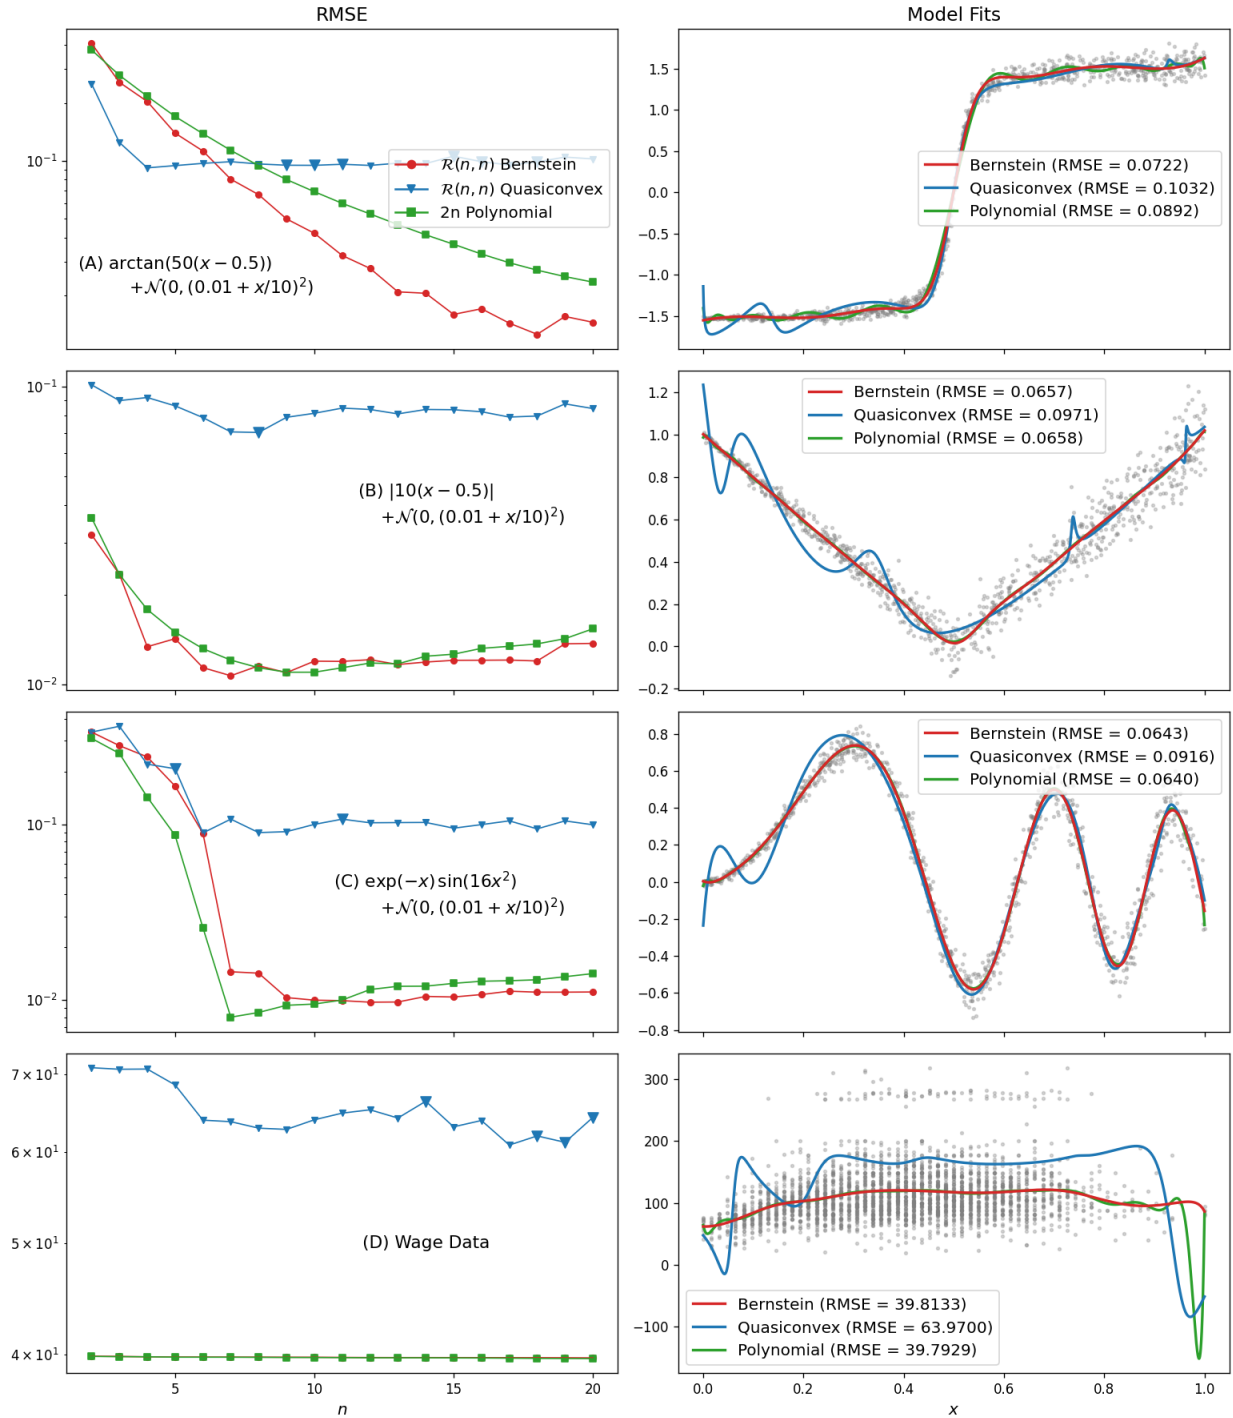 RMSE
Model Fits
10⁻¹
ℛ(n, n) Bernstein
ℛ(n, n) Quasiconvex
2n Polynomial
(A) arctan(50(x − 0.5))
+𝒩(0, (0.01 + x/10)²)
1.5
1.0
0.5
0.0
−0.5
−1.0
−1.5
Bernstein (RMSE = 0.0722)
Quasiconvex (RMSE = 0.1032)
Polynomial (RMSE = 0.0892)
10⁻¹
10⁻²
(B) |10(x − 0.5)|
+𝒩(0, (0.01 + x/10)²)
1.2
1.0
0.8
0.6
0.4
0.2
0.0
−0.2
Bernstein (RMSE = 0.0657)
Quasiconvex (RMSE = 0.0971)
Polynomial (RMSE = 0.0658)
10⁻¹
10⁻²
(C) exp(−x) sin(16x²)
+𝒩(0, (0.01 + x/10)²)
0.8
0.6
0.4
0.2
0.0
−0.2
−0.4
−0.6
−0.8
Bernstein (RMSE = 0.0643)
Quasiconvex (RMSE = 0.0916)
Polynomial (RMSE = 0.0640)
7 × 10¹
6 × 10¹
5 × 10¹
4 × 10¹
(D) Wage Data
5 10 15 20
n
300
200
100
0
−100
Bernstein (RMSE = 39.8133)
Quasiconvex (RMSE = 63.9700)
Polynomial (RMSE = 39.7929)
0.0 0.2 0.4 0.6 0.8 1.0
x